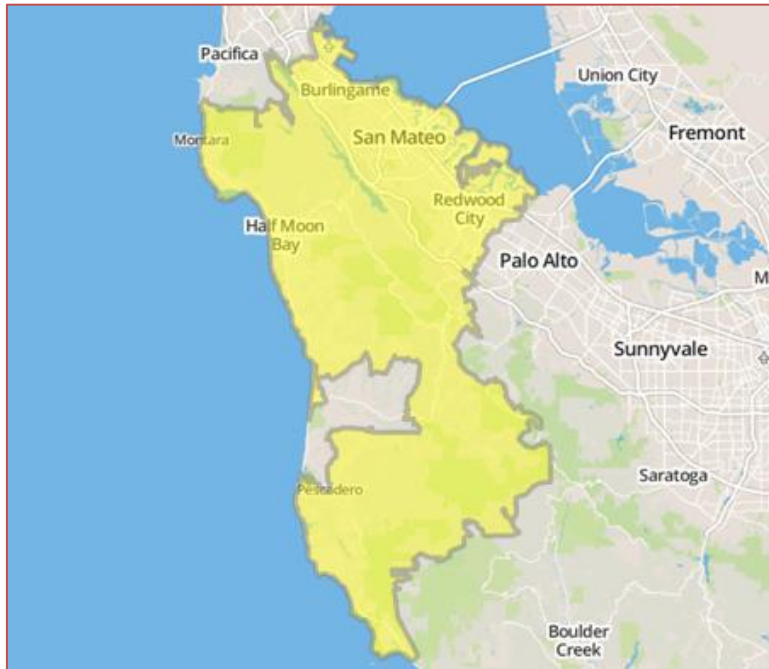 Pacifica
Union City
Burlingame
Fremont
San Mateo
Montara
Redwood
City
Half Moon
Bay
Palo Alto
M
Sunnyvale
Saratoga
Pescadero
Boulder
Creek